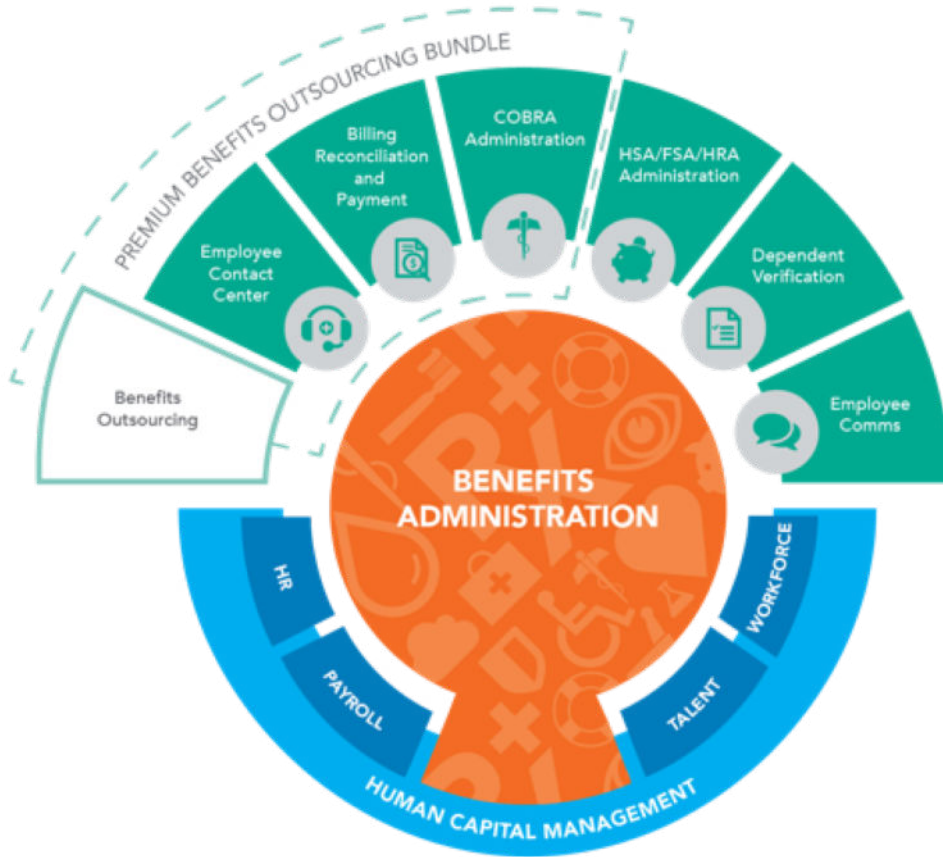 PREMIUM BENEFITS OUTSOURCING BUNDLE
Benefits
Outsourcing
Employee
Contact
Center
Billing
Reconciliation
and
Payment
COBRA
Administration
HSA/FSA/HRA
Administration
Dependent
Verification
Employee
Comms
BENEFITS
ADMINISTRATION
HR
PAYROLL
TALENT
WORKFORCE
HUMAN CAPITAL MANAGEMENT